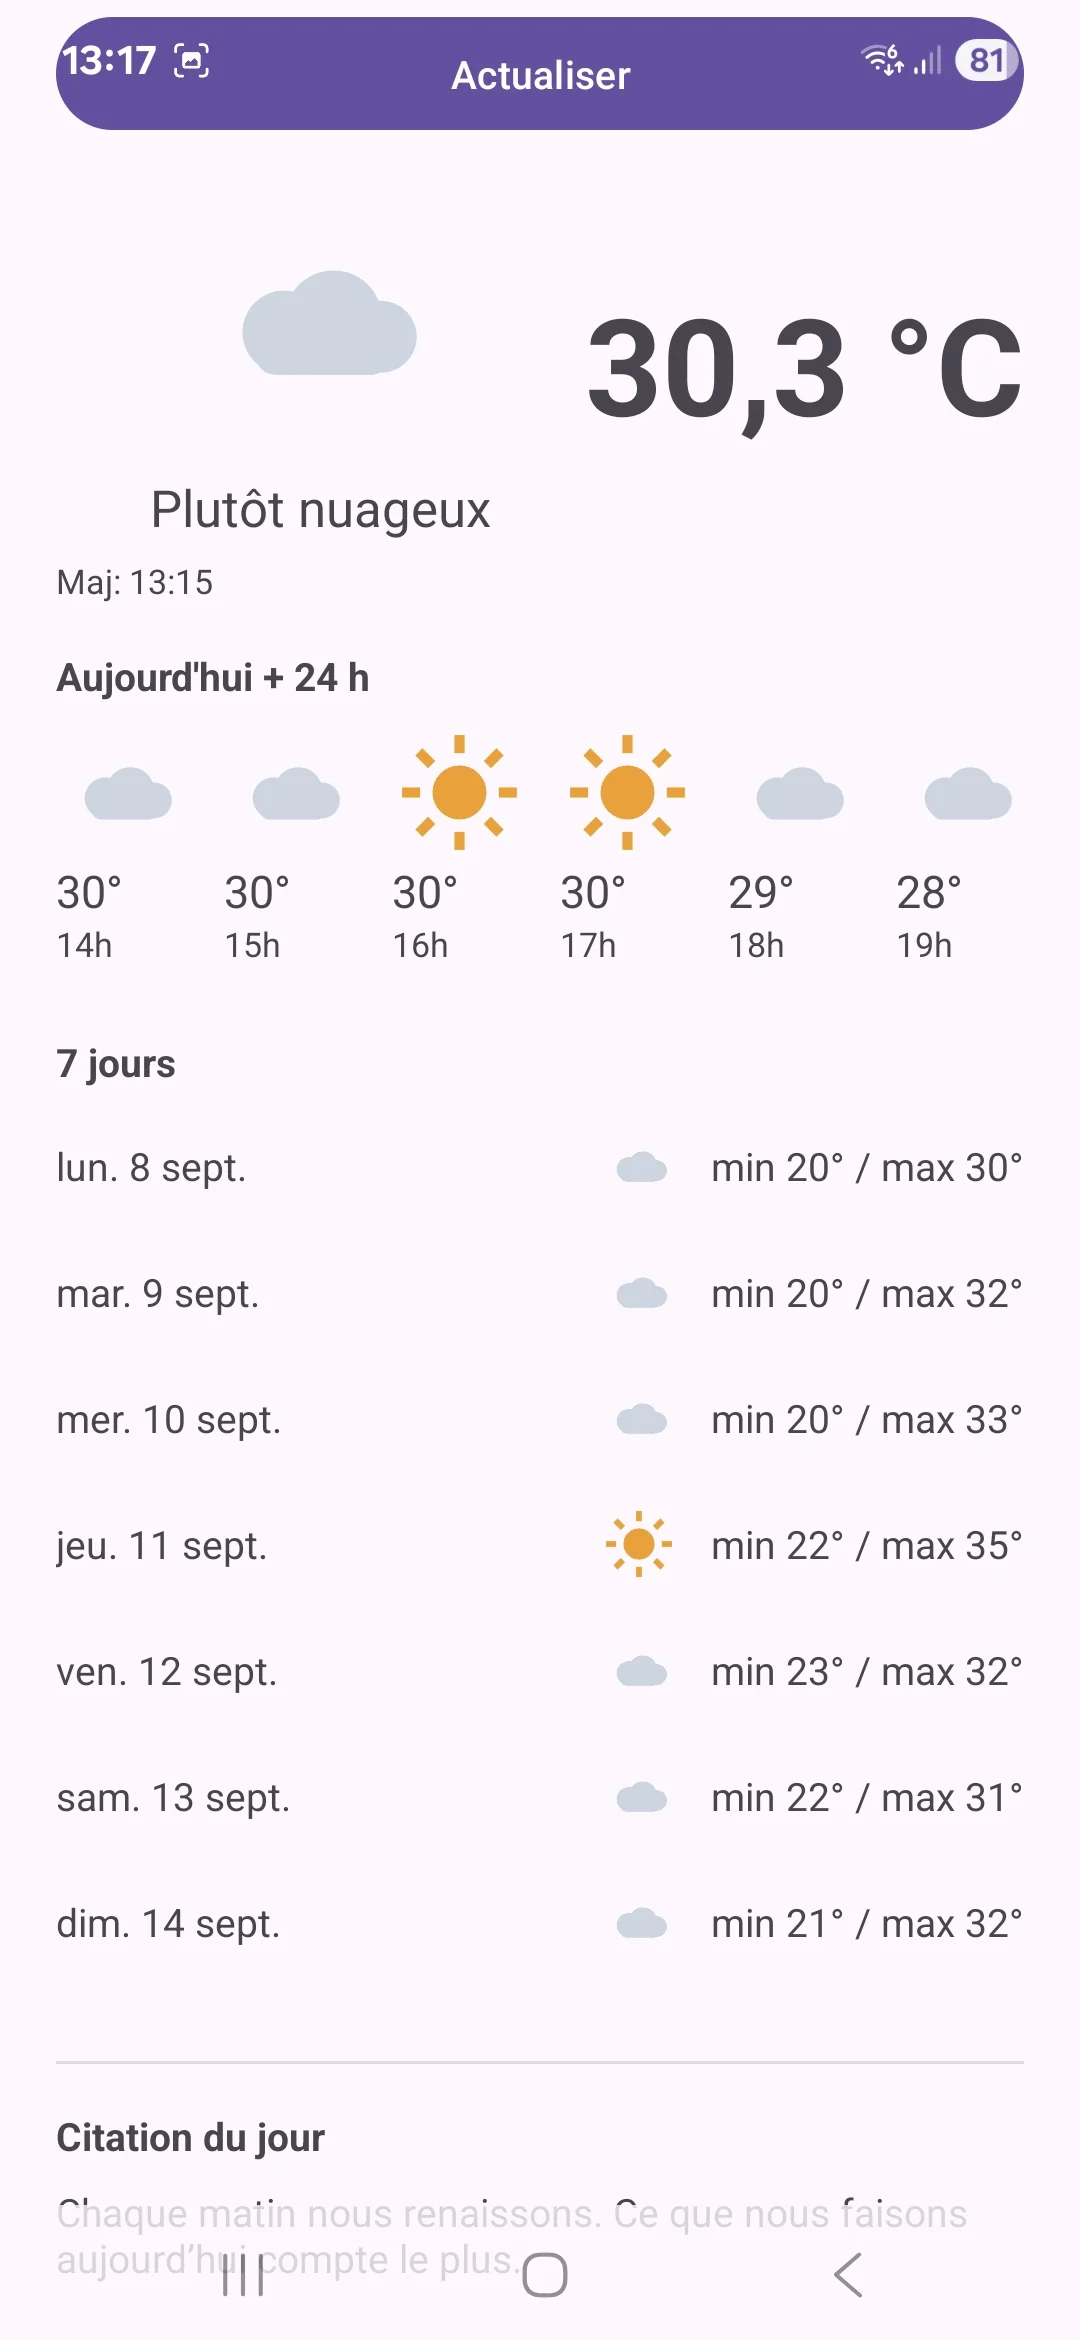 13:17
Actualiser
6
81
30,3 °C
Plutôt nuageux
Maj: 13:15
Aujourd'hui + 24 h
30° 30° 30° 30° 29° 28°
14h 15h 16h 17h 18h 19h
7 jours
lun. 8 sept. min 20° / max 30°
mar. 9 sept. min 20° / max 32°
mer. 10 sept. min 20° / max 33°
jeu. 11 sept. min 22° / max 35°
ven. 12 sept. min 23° / max 32°
sam. 13 sept. min 22° / max 31°
dim. 14 sept. min 21° / max 32°
Citation du jour
Chaque matin nous renaissons. Ce que nous faisons
aujourd’hui compte le plus.